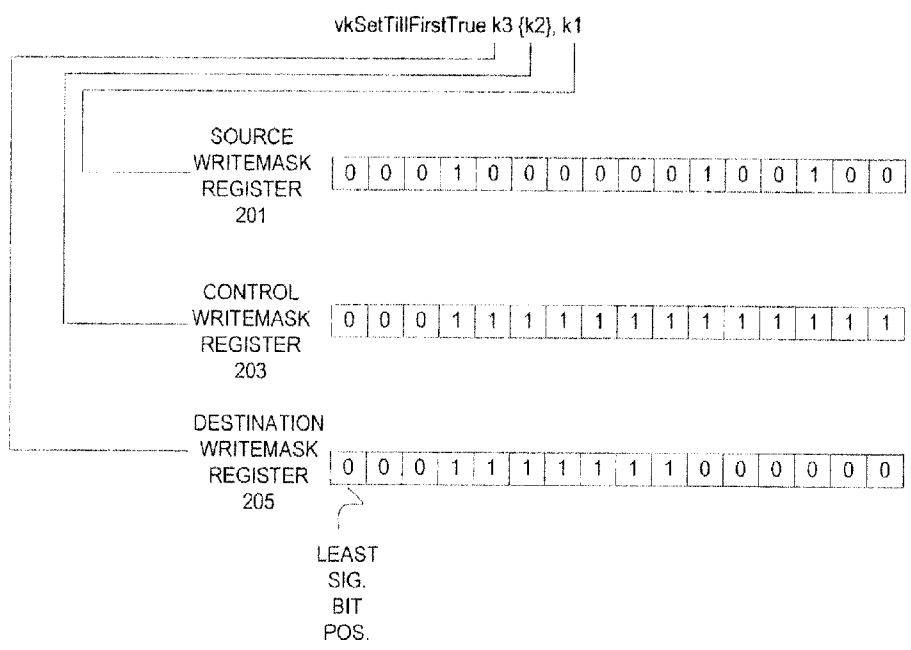 vkSetTillFirstTrue k3 {k2}, k1
SOURCE
WRITEMASK
REGISTER
201
0 0 0 1 0 0 0 0 0 0 1 0 0 1 0 0
CONTROL
WRITEMASK
REGISTER
203
0 0 0 1 1 1 1 1 1 1 1 1 1 1 1 1
DESTINATION
WRITEMASK
REGISTER
205
0 0 0 1 1 1 1 1 1 1 0 0 0 0 0 0
LEAST
SIG.
BIT
POS.